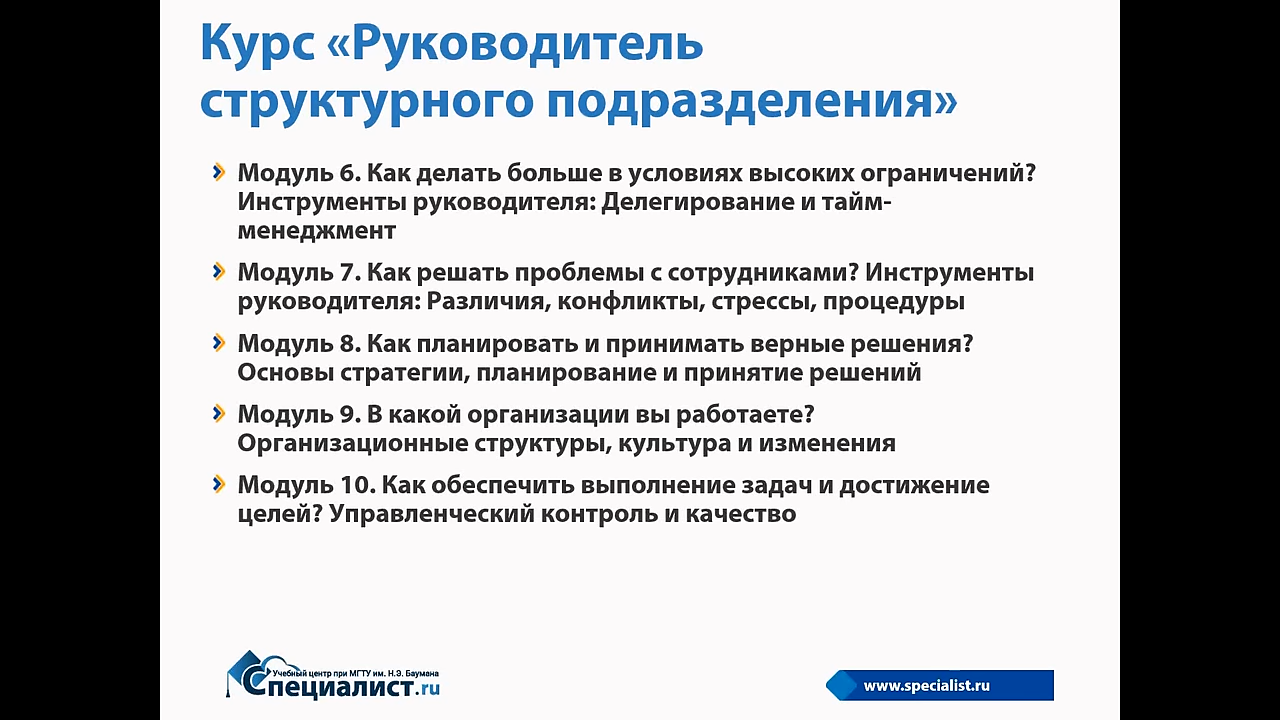 Курс «Руководитель
структурного подразделения»
Модуль 6. Как делать больше в условиях высоких ограничений?
Инструменты руководителя: Делегирование и тайм-
менеджмент
Модуль 7. Как решать проблемы с сотрудниками? Инструменты
руководителя: Различия, конфликты, стрессы, процедуры
Модуль 8. Как планировать и принимать верные решения?
Основы стратегии, планирование и принятие решений
Модуль 9. В какой организации вы работаете?
Организационные структуры, культура и изменения
Модуль 10. Как обеспечить выполнение задач и достижение
целей? Управленческий контроль и качество
Учебный центр при МГТУ им. Н.Э. Баумана
Специалист.ru
www.specialist.ru